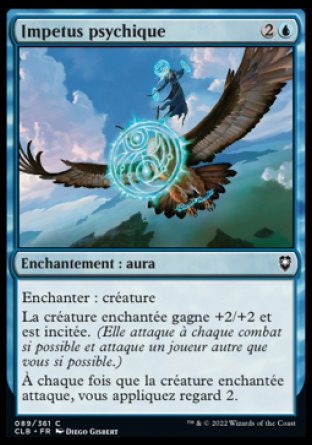 Impetus psychique 2
Enchantement : aura
Enchanter : créature
La créature enchantée gagne +2/+2 et
est incitée. (Elle attaque à chaque combat
si possible et attaque un joueur autre que
vous si possible.)
À chaque fois que la créature enchantée
attaque, vous appliquez regard 2.
089/361 C
CLB • FR Diego Gisbert
™ & © 2022 Wizards of the Coast